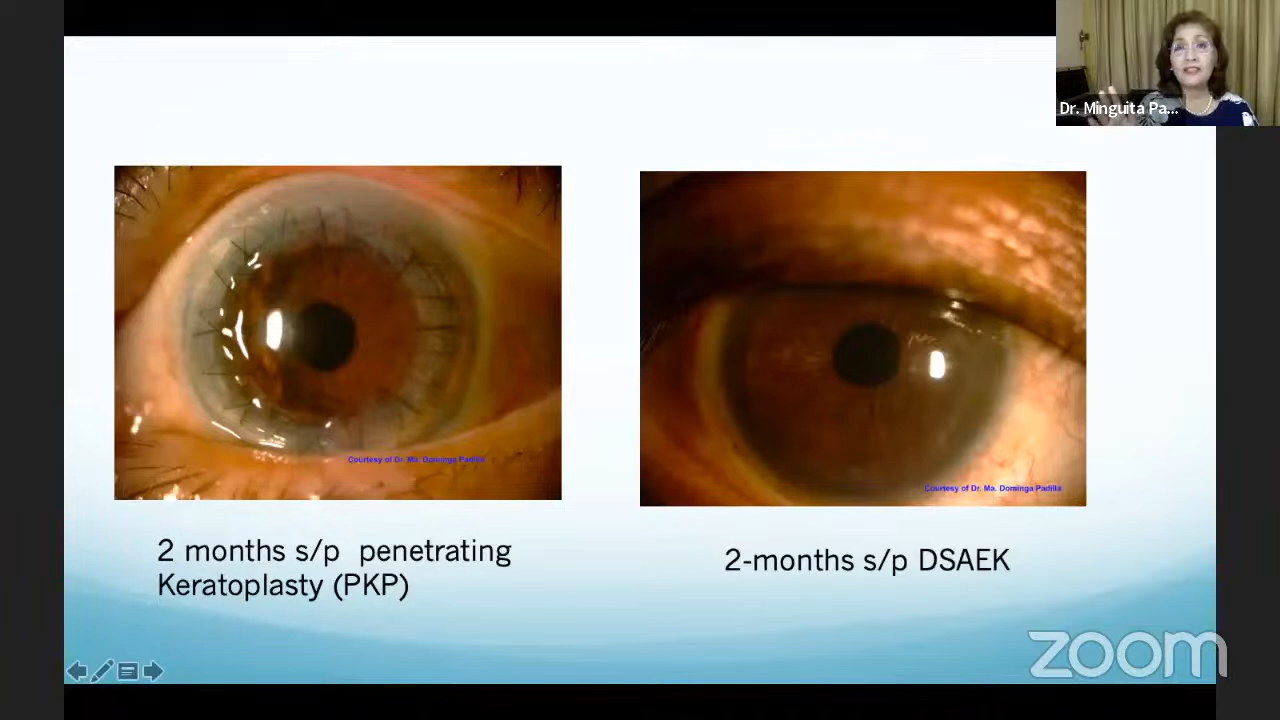 Dr. Minguita Pa...
Courtesy of Dr. Ma. Dominga Padilla
Courtesy of Dr. Ma. Dominga Padilla
2 months s/p penetrating
Keratoplasty (PKP)
2-months s/p DSAEK
zoom